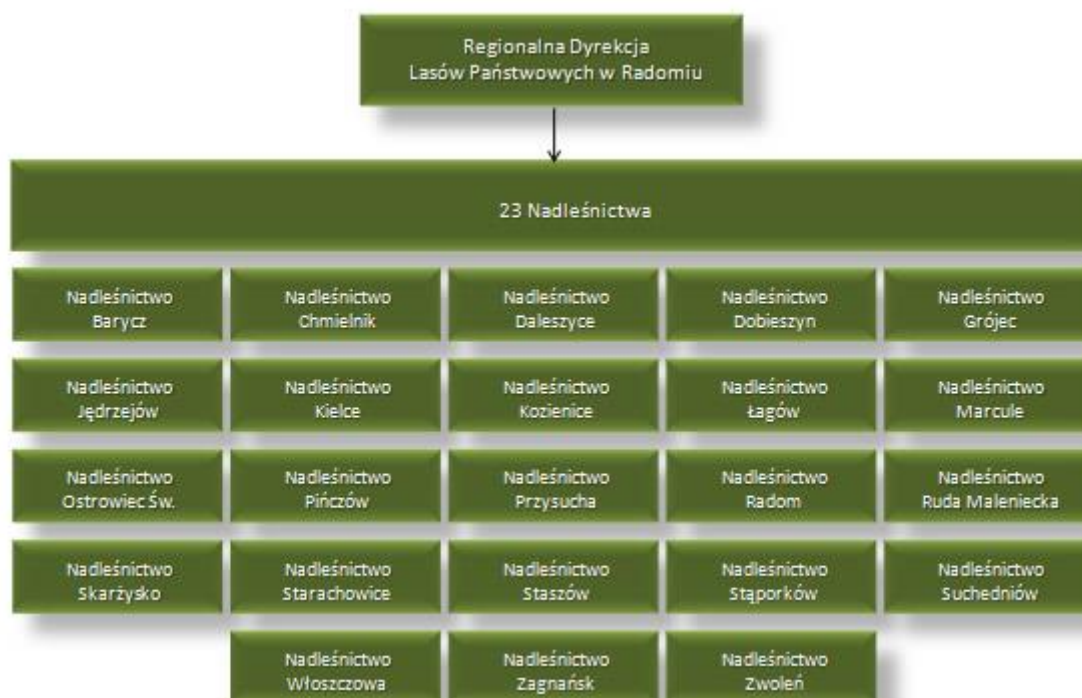 Regionalna Dyrekcja
Lasów Państwowych w Radomiu
23 Nadleśnictwa
Nadleśnictwo
Barycz
Nadleśnictwo
Chmielnik
Nadleśnictwo
Daleszyce
Nadleśnictwo
Dobieszyn
Nadleśnictwo
Grójec
Nadleśnictwo
Jędrzejów
Nadleśnictwo
Kielce
Nadleśnictwo
Kozienice
Nadleśnictwo
Łagów
Nadleśnictwo
Marcule
Nadleśnictwo
Ostrowiec Św.
Nadleśnictwo
Pińczów
Nadleśnictwo
Przysucha
Nadleśnictwo
Radom
Nadleśnictwo
Ruda Maleniecka
Nadleśnictwo
Skarżysko
Nadleśnictwo
Starachowice
Nadleśnictwo
Staszów
Nadleśnictwo
Stąporków
Nadleśnictwo
Suchedniów
Nadleśnictwo
Włoszczowa
Nadleśnictwo
Zagnańsk
Nadleśnictwo
Zwoleń